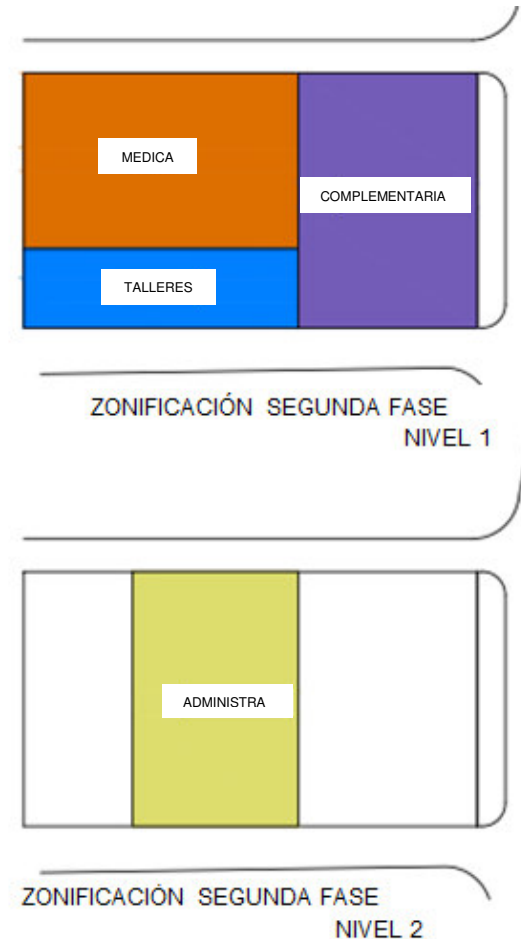 MEDICA
COMPLEMENTARIA
TALLERES
ZONIFICACIÓN SEGUNDA FASE
NIVEL 1
ADMINISTRA
ZONIFICACIÓN SEGUNDA FASE
NIVEL 2